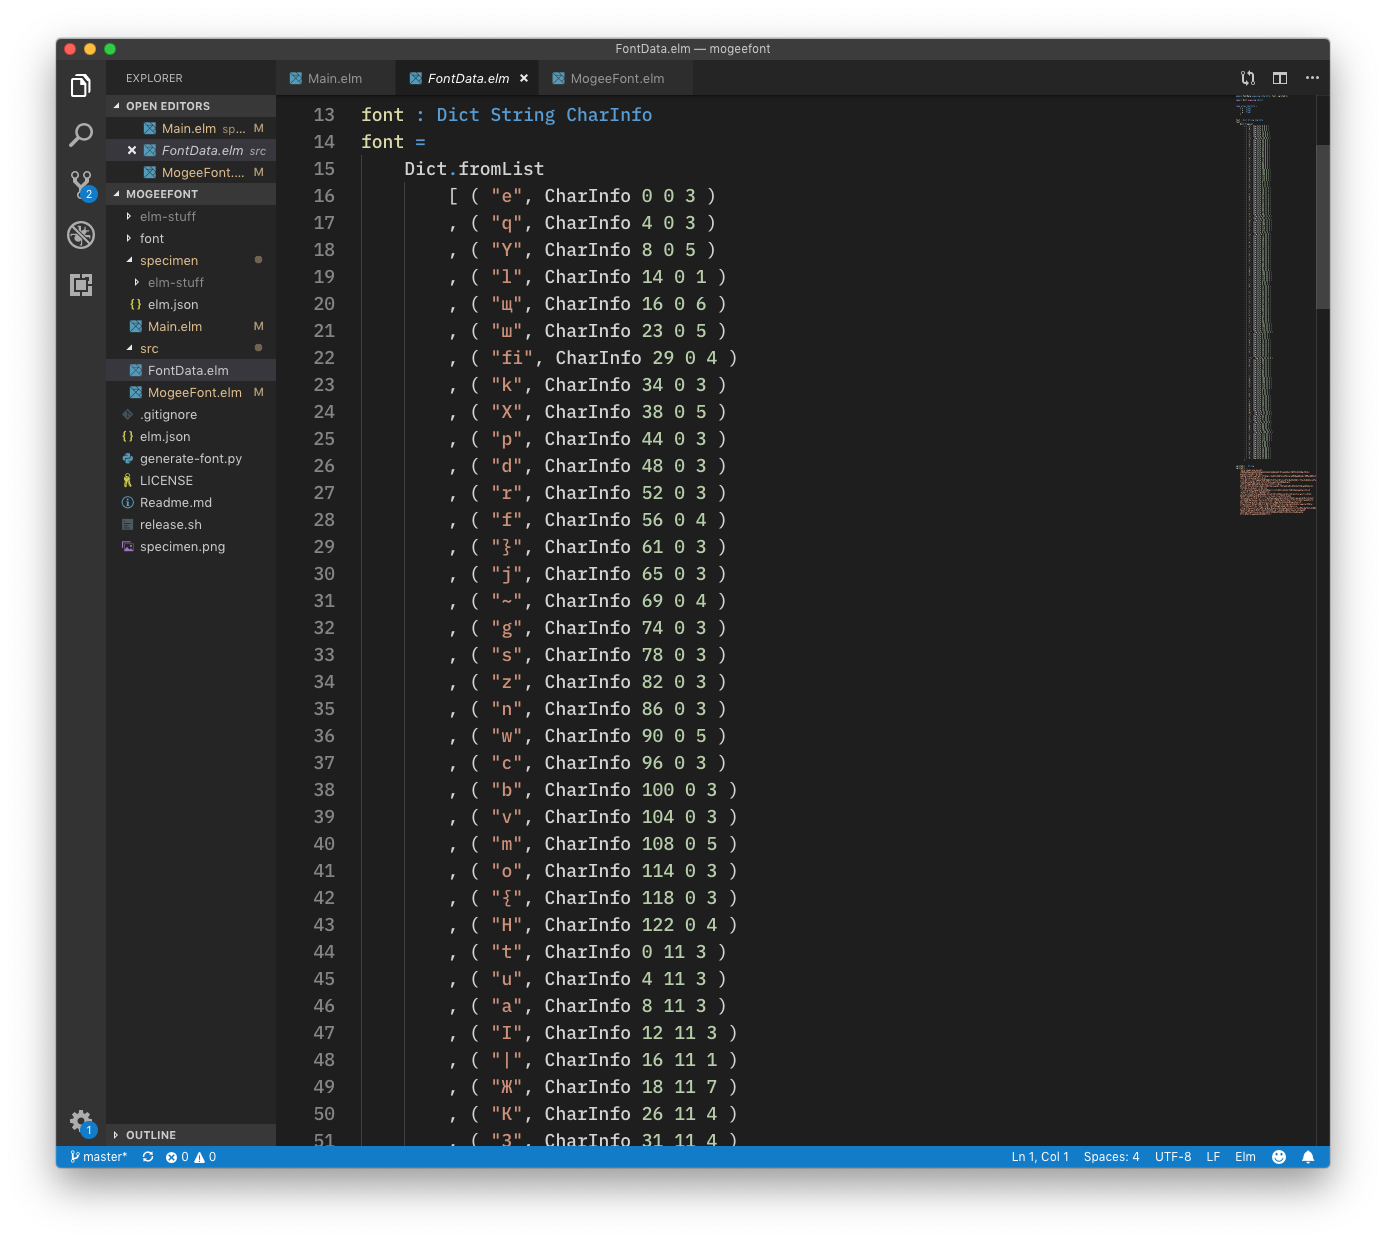 FontData.elm — mogeefont
EXPLORER
OPEN EDITORS
Main.elm sp... M
FontData.elm src
MogeeFont.... M
2
MOGEEFONT
elm-stuff
font
specimen
elm-stuff
{} elm.json
Main.elm M
src
FontData.elm
MogeeFont.elm M
.gitignore
{} elm.json
generate-font.py
LICENSE
Readme.md
release.sh
specimen.png
OUTLINE
1
Main.elm
FontData.elm ×
MogeeFont.elm
13 font : Dict String CharInfo
14 font =
15 Dict.fromList
16 [ ( "e", CharInfo 0 0 3 )
17 , ( "q", CharInfo 4 0 3 )
18 , ( "Y", CharInfo 8 0 5 )
19 , ( "l", CharInfo 14 0 1 )
20 , ( "щ", CharInfo 16 0 6 )
21 , ( "ш", CharInfo 23 0 5 )
22 , ( "fi", CharInfo 29 0 4 )
23 , ( "k", CharInfo 34 0 3 )
24 , ( "X", CharInfo 38 0 5 )
25 , ( "p", CharInfo 44 0 3 )
26 , ( "d", CharInfo 48 0 3 )
27 , ( "r", CharInfo 52 0 3 )
28 , ( "f", CharInfo 56 0 4 )
29 , ( "}", CharInfo 61 0 3 )
30 , ( "j", CharInfo 65 0 3 )
31 , ( "~", CharInfo 69 0 4 )
32 , ( "g", CharInfo 74 0 3 )
33 , ( "s", CharInfo 78 0 3 )
34 , ( "z", CharInfo 82 0 3 )
35 , ( "n", CharInfo 86 0 3 )
36 , ( "w", CharInfo 90 0 5 )
37 , ( "c", CharInfo 96 0 3 )
38 , ( "b", CharInfo 100 0 3 )
39 , ( "v", CharInfo 104 0 3 )
40 , ( "m", CharInfo 108 0 5 )
41 , ( "o", CharInfo 114 0 3 )
42 , ( "{", CharInfo 118 0 3 )
43 , ( "H", CharInfo 122 0 4 )
44 , ( "t", CharInfo 0 11 3 )
45 , ( "u", CharInfo 4 11 3 )
46 , ( "a", CharInfo 8 11 3 )
47 , ( "I", CharInfo 12 11 3 )
48 , ( "|", CharInfo 16 11 1 )
49 , ( "Ж", CharInfo 18 11 7 )
50 , ( "K", CharInfo 26 11 4 )
51 , ( "3", CharInfo 31 11 4 )
master* 0 0 Ln 1, Col 1 Spaces: 4 UTF-8 LF Elm